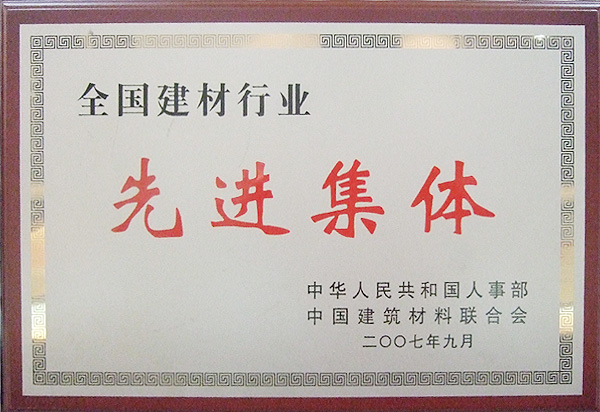 全国建材行业
先进集体
中华人民共和国人事部
中国建筑材料联合会
二〇〇七年九月